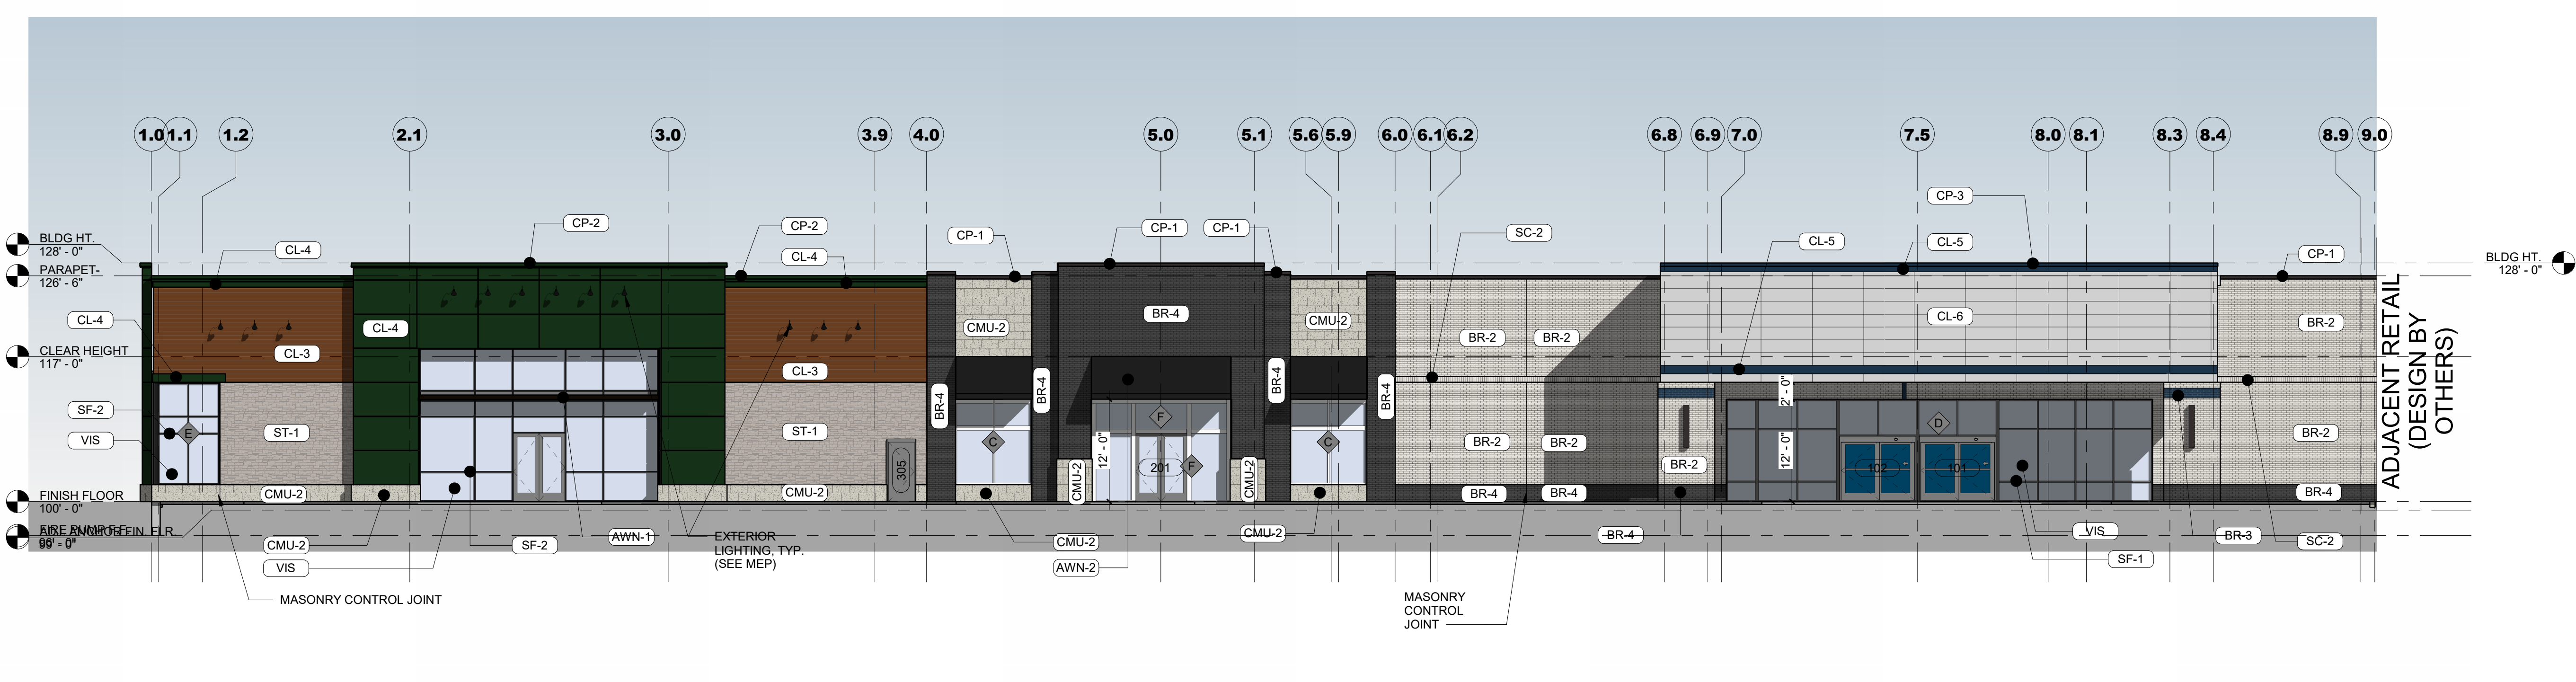 1.0
1.1
1.2
2.1
3.0
3.9
4.0
5.0
5.1
5.6
5.9
6.0
6.1
6.2
6.8
6.9
7.0
7.5
8.0
8.1
8.3
8.4
8.9
9.0
CP-3
CP-2
CP-2
CP-1
CP-1
CP-1
SC-2
CL-5
CL-5
BLDG HT.
128' - 0"
CL-4
CL-4
CP-1
BLDG HT.
128' - 0"
PARAPET-
126' - 6"
CL-4
CL-4
CMU-2
BR-4
CMU-2
CL-6
BR-2
BR-2
BR-2
CLEAR HEIGHT
117' - 0"
CL-3
CL-3
BR-4
BR-4
BR-4
BR-4
2' - 0"
ADJACENT RETAIL
(DESIGN BY
OTHERS)
SF-2
E
ST-1
ST-1
VIS
305
C
F
12' - 0"
201
F
C
BR-2
BR-2
BR-2
12' - 0"
D
102
101
BR-2
CMU-2
CMU-2
CMU-2
CMU-2
BR-4
BR-4
BR-4
FINISH FLOOR
100' - 0"
ADJ. ANCHOR FIN. FLR.
99' - 0"
CMU-2
VIS
SF-2
AWN-1
EXTERIOR
LIGHTING, TYP.
(SEE MEP)
CMU-2
AWN-2
CMU-2
BR-4
VIS
SF-1
BR-3
SC-2
MASONRY CONTROL JOINT
MASONRY
CONTROL
JOINT